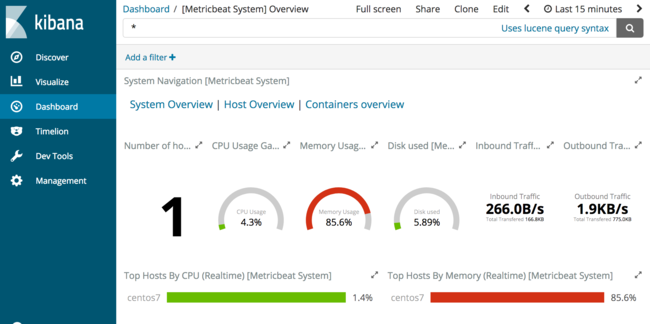 kibana
Dashboard / [Metricbeat System] Overview
Full screen Share Clone Edit Last 15 minutes
*
Uses lucene query syntax
Add a filter +
Discover
Visualize
Dashboard
Timelion
Dev Tools
Management
System Navigation [Metricbeat System]
System Overview | Host Overview | Containers overview
Number of ho... CPU Usage Ga... Memory Usag... Disk used [Me... Inbound Traff... Outbound Tra...
1
CPU Usage
4.3%
Memory Usage
85.6%
Disk used
5.89%
Inbound Traffic
266.0B/s
Total Transfered 166.8KB
Outbound Traffic
1.9KB/s
Total Transfered 775.0KB
Top Hosts By CPU (Realtime) [Metricbeat System]
centos7 1.4%
Top Hosts By Memory (Realtime) [Metricbeat System]
centos7 85.6%